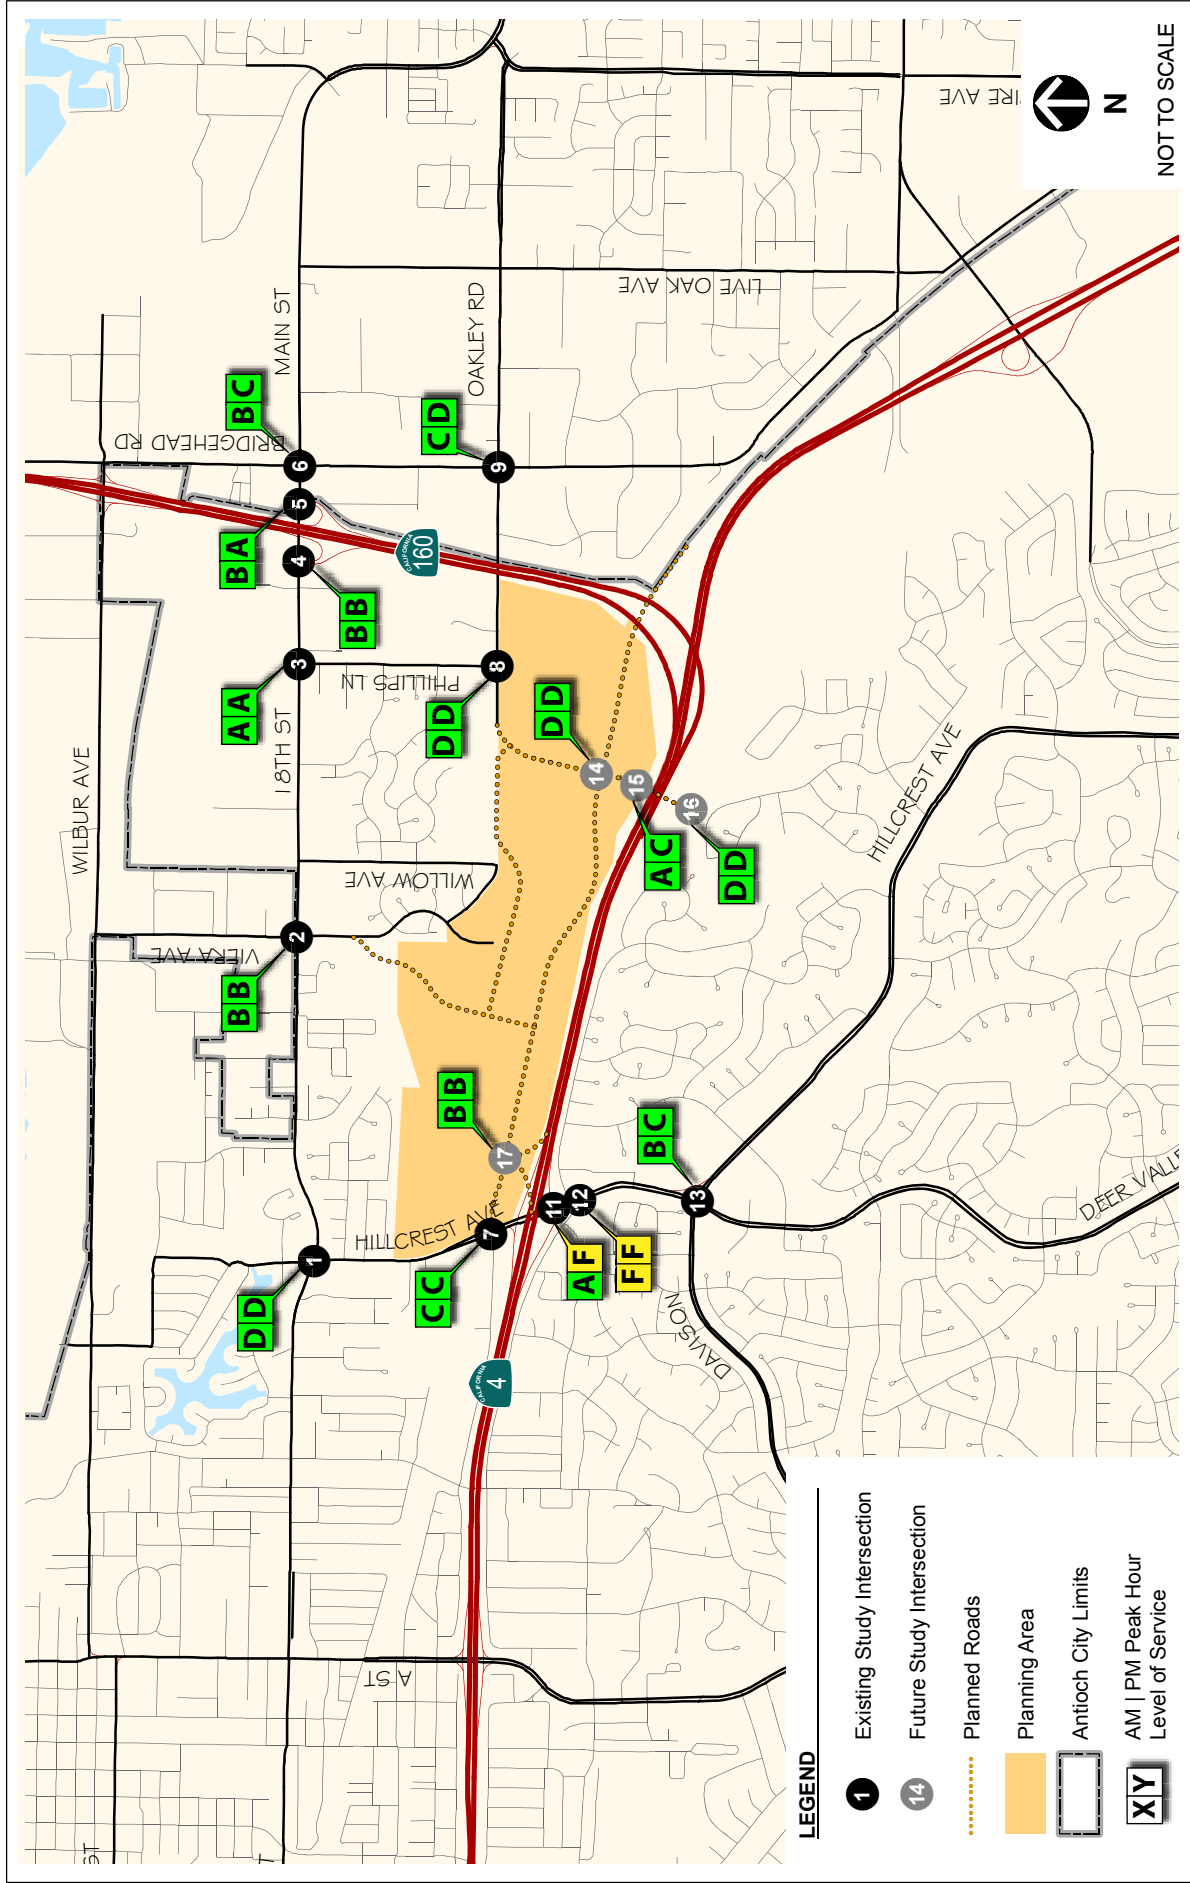 WILBUR AVE
BRIDGEHEAD RD
MAIN ST
18TH ST
VIERA AVE
WILLOW AVE
PHILLIPS LN
OAKLEY RD
LIVE OAK AVE
IRE AVE
HILLCREST AVE
HILLCREST AVE
DAVISON
DEER VALLE
A ST
ST
T
CALIFORNIA
160
CALIFORNIA
4
1
D D
2
B B
3
A A
4
B B
5
B A
6
B C
7
C C
8
D D
9
C D
11
A F
12
F F
13
B C
14
D D
15
A C
16
D D
17
B B
N
NOT TO SCALE
LEGEND
1 Existing Study Intersection
14 Future Study Intersection
Planned Roads
Planning Area
Antioch City Limits
X Y AM | PM Peak Hour
Level of Service